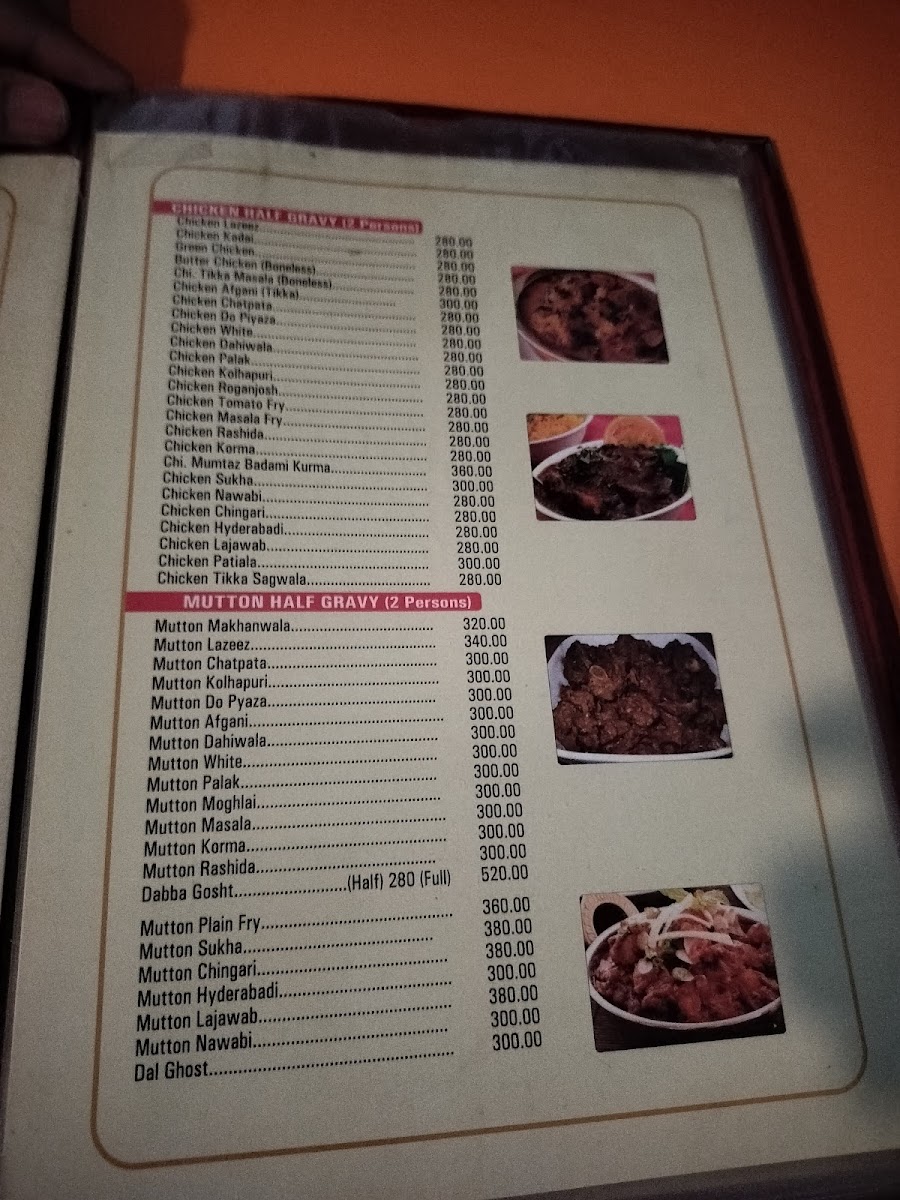 CHICKEN HALF GRAVY (2 Persons)
Chicken Lazeez 280.00
Chicken Kadai 280.00
Green Chicken 280.00
Butter Chicken (Boneless) 280.00
Chi. Tikka Masala (Boneless) 280.00
Chicken Afgani (Tikka) 300.00
Chicken Chatpata 280.00
Chicken Do Piyaza 280.00
Chicken White 280.00
Chicken Dahiwala 280.00
Chicken Palak 280.00
Chicken Kolhapuri 280.00
Chicken Roganjosh 280.00
Chicken Tomato Fry 280.00
Chicken Masala Fry 280.00
Chicken Rashida 280.00
Chicken Korma 280.00
Chi. Mumtaz Badami Kurma 360.00
Chicken Sukha 300.00
Chicken Nawabi 280.00
Chicken Chingari 280.00
Chicken Hyderabadi 280.00
Chicken Lajawab 280.00
Chicken Patiala 300.00
Chicken Tikka Sagwala 280.00
MUTTON HALF GRAVY (2 Persons)
Mutton Makhanwala 320.00
Mutton Lazeez 340.00
Mutton Chatpata 300.00
Mutton Kolhapuri 300.00
Mutton Do Pyaza 300.00
Mutton Afgani 300.00
Mutton Dahiwala 300.00
Mutton White 300.00
Mutton Palak 300.00
Mutton Moghlai 300.00
Mutton Masala 300.00
Mutton Korma 300.00
Mutton Rashida 300.00
Dabba Gosht (Half) 280 (Full) 520.00
Mutton Plain Fry 360.00
Mutton Sukha 380.00
Mutton Chingari 380.00
Mutton Hyderabadi 300.00
Mutton Lajawab 380.00
Mutton Nawabi 300.00
Dal Ghost 300.00